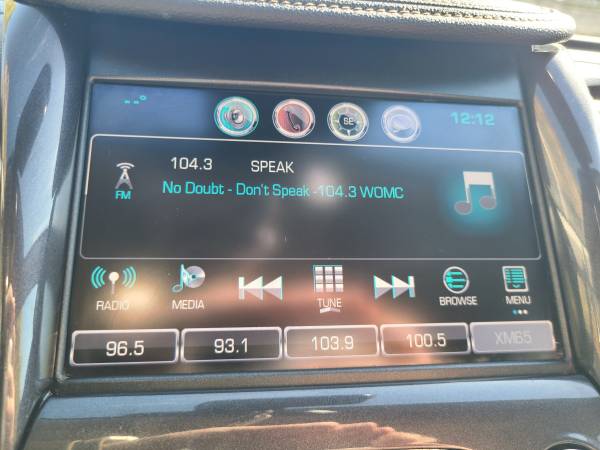 --° SE 12:12
104.3 SPEAK
FM No Doubt - Don't Speak -104.3 WOMC
RADIO MEDIA TUNE BROWSE MENU
96.5 93.1 103.9 100.5 XM65